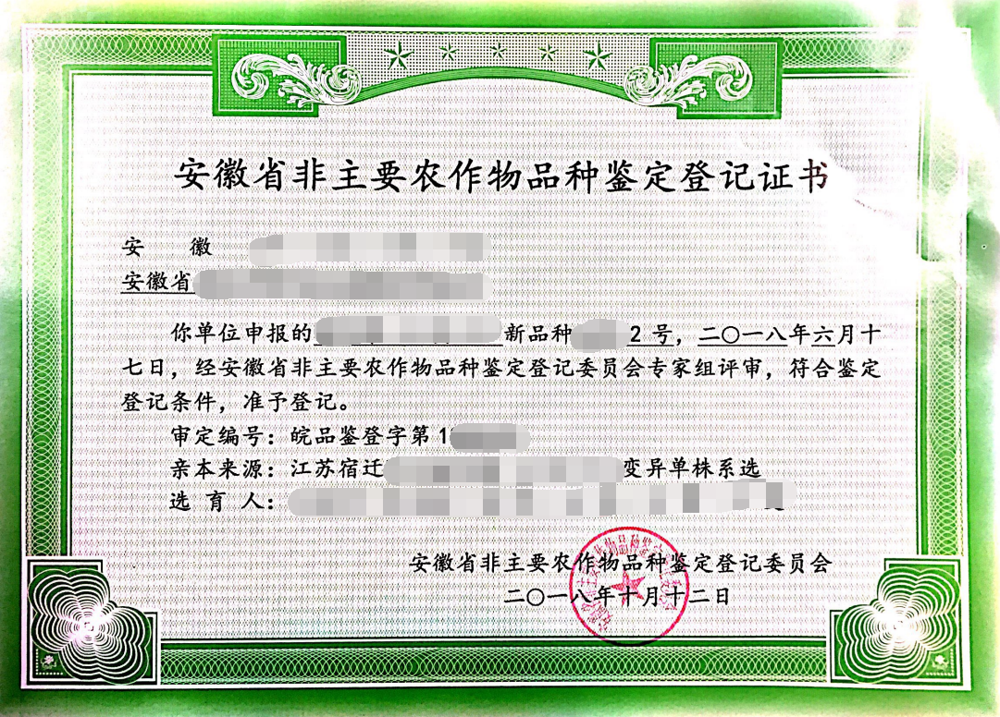 安徽省非主要农作物品种鉴定登记证书
安 徽
安徽省
你单位申报的 新品种 2 号，二〇一八年六月十
七日，经安徽省非主要农作物品种鉴定登记委员会专家组评审，符合鉴定
登记条件，准予登记。
审定编号：皖品鉴登字第 1
亲本来源：江苏宿迁 变异单株系选
选 育 人：
安徽省非主要农作物品种鉴定登记委员会
二〇一八年十月十二日